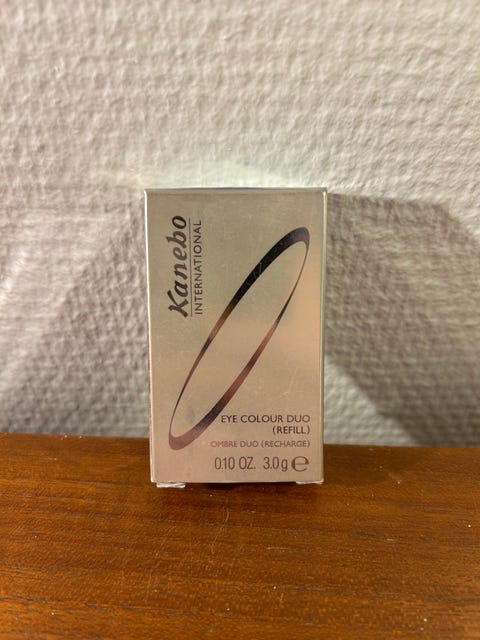 Kanebo
INTERNATIONAL
EYE COLOUR DUO
(REFILL)
OMBRE DUO (RECHARGE)
0.10 OZ. 3.0g ℮